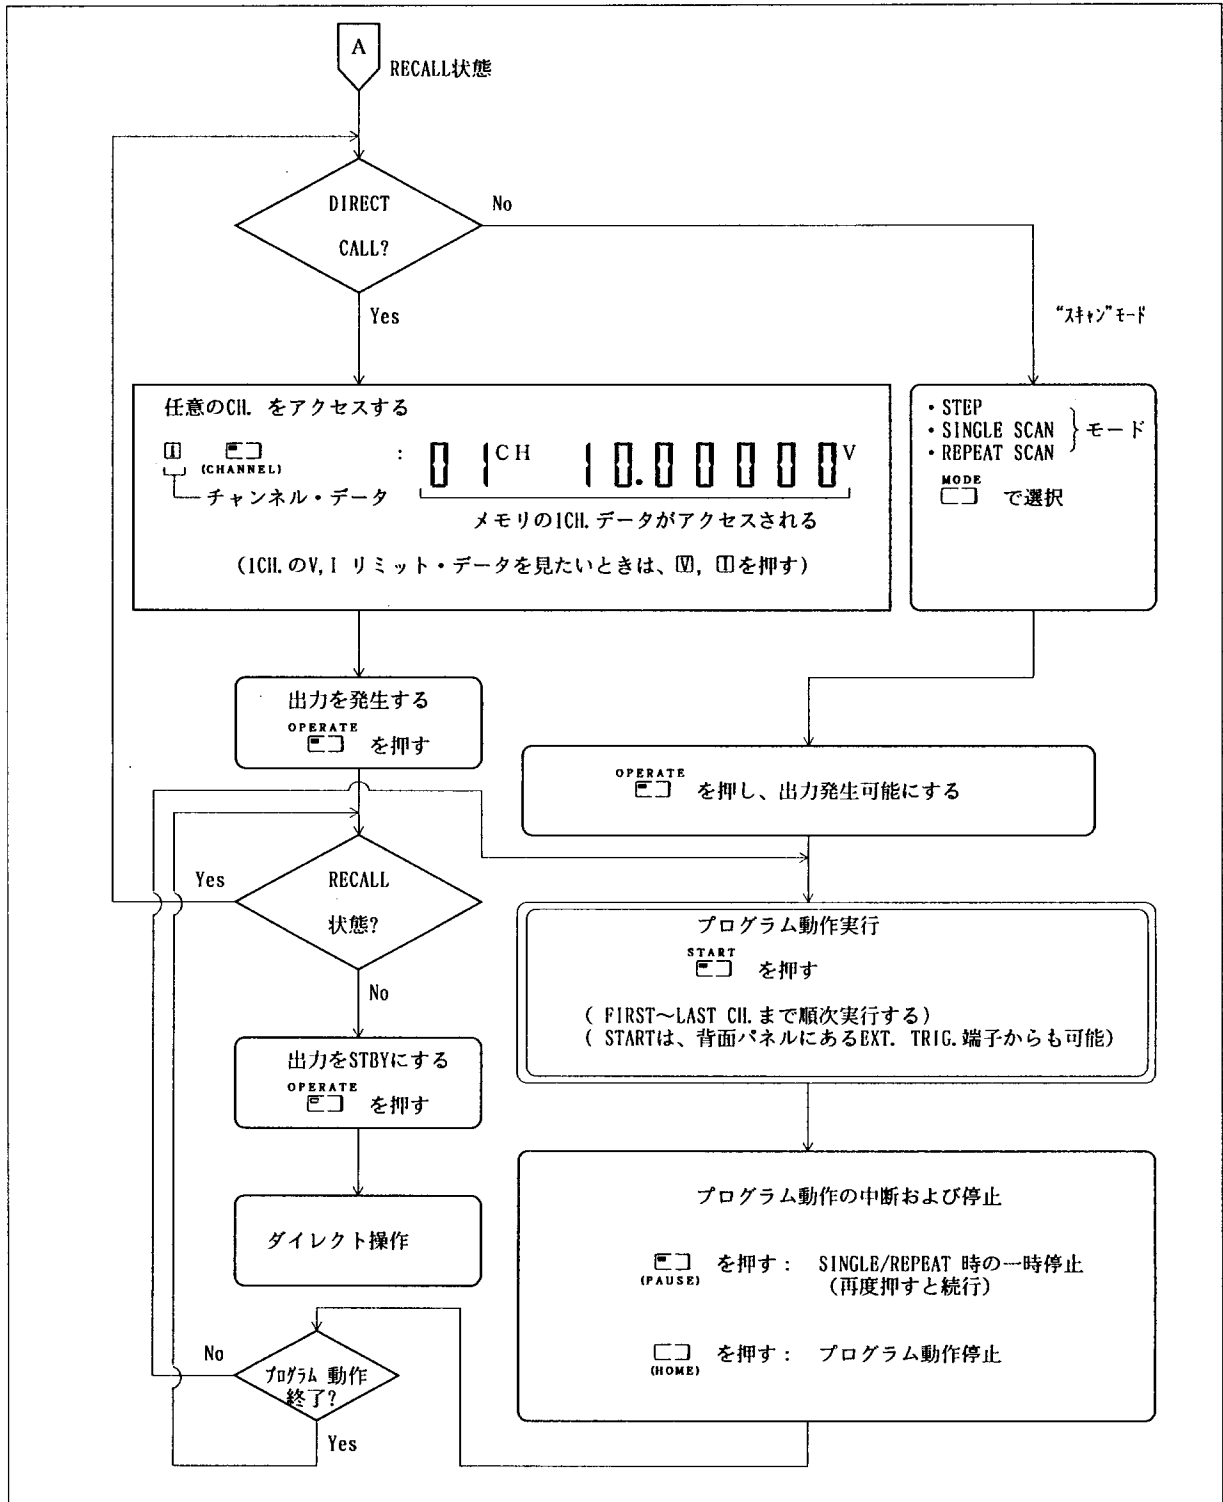 A
RECALL状態
DIRECT
CALL?
No
Yes
“スキャン”モード
任意のCH. をアクセスする
1
(CHANNEL)
:
01CH 10.00000V
チャンネル・データ
メモリの1CH.データがアクセスされる
(1CH.のV,I リミット・データを見たいときは、V, Iを押す)
・STEP
・SINGLE SCAN
・REPEAT SCAN
モード
MODE
で選択
出力を発生する
OPERATE
を押す
OPERATE
を押し、出力発生可能にする
Yes
RECALL
状態?
No
プログラム動作実行
START
を押す
( FIRST～LAST CH.まで順次実行する)
( STARTは、背面パネルにあるEXT. TRIG.端子からも可能)
出力をSTBYにする
OPERATE
を押す
ダイレクト操作
プログラム動作の中断および停止
(PAUSE)
を押す: SINGLE/REPEAT 時の一時停止
(再度押すと続行)
(HOME)
を押す: プログラム動作停止
No
プログラム 動作
終了?
Yes